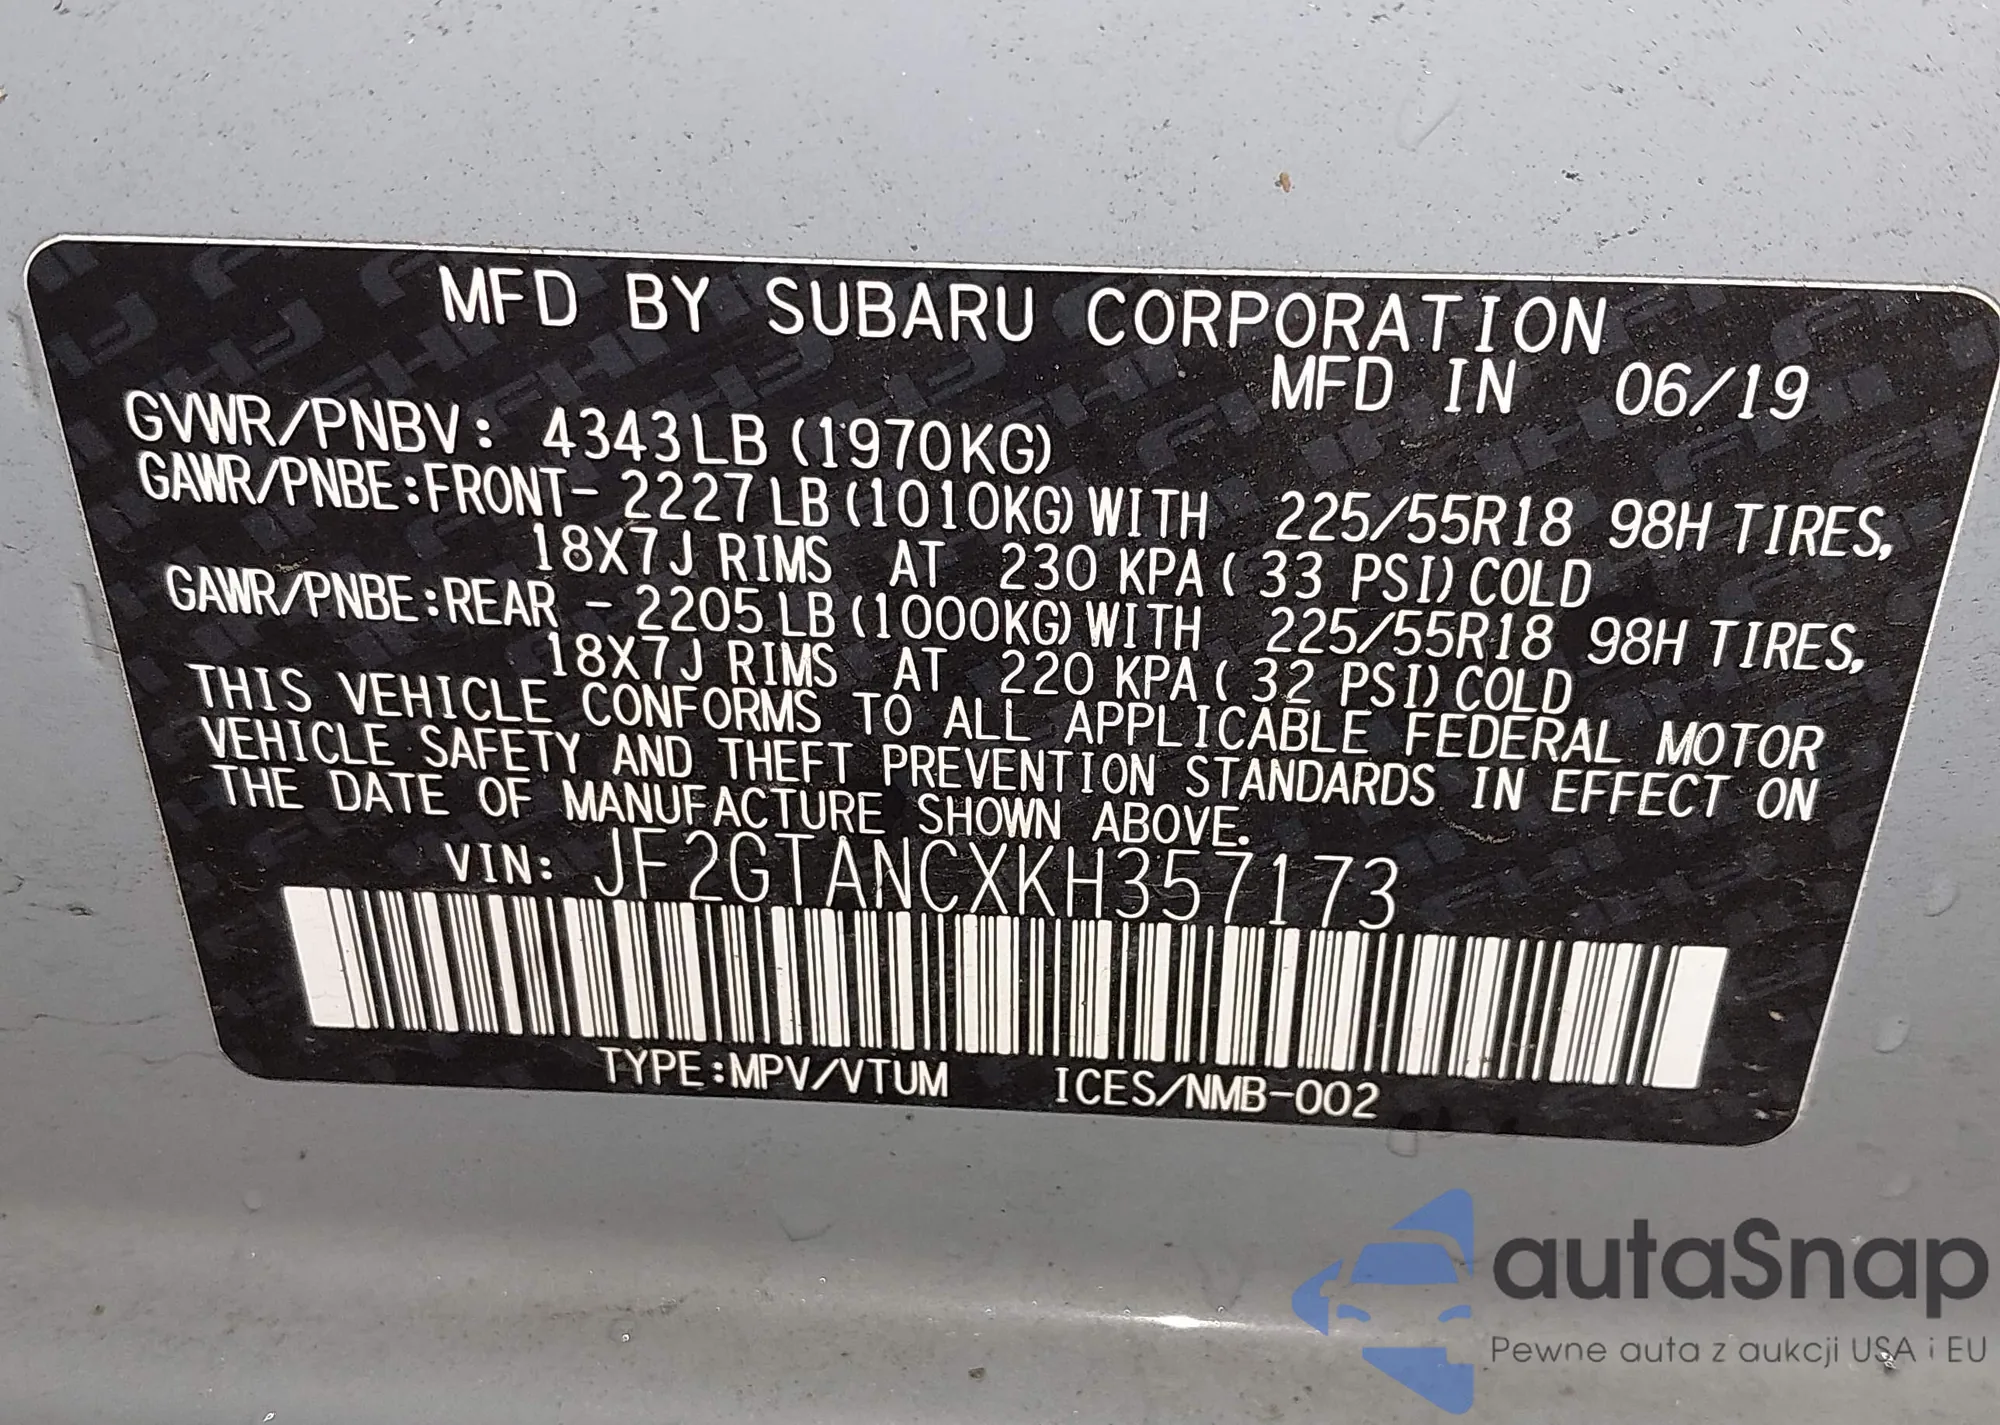 MFD BY SUBARU CORPORATION
MFD IN 06/19
GVWR/PNBV: 4343LB (1970KG)
GAWR/PNBE:FRONT- 2227LB (1010KG) WITH 225/55R18 98H TIRES,
18X7J RIMS AT 230 KPA ( 33 PSI) COLD
GAWR/PNBE:REAR - 2205LB (1000KG) WITH 225/55R18 98H TIRES,
18X7J RIMS AT 220 KPA ( 32 PSI) COLD
THIS VEHICLE CONFORMS TO ALL APPLICABLE FEDERAL MOTOR
VEHICLE SAFETY AND THEFT PREVENTION STANDARDS IN EFFECT ON
THE DATE OF MANUFACTURE SHOWN ABOVE.
VIN: JF2GTANCXKH357173
TYPE:MPV/VTUM ICES/NMB-002
autaSnap
Pewne auta z aukcji USA i EU